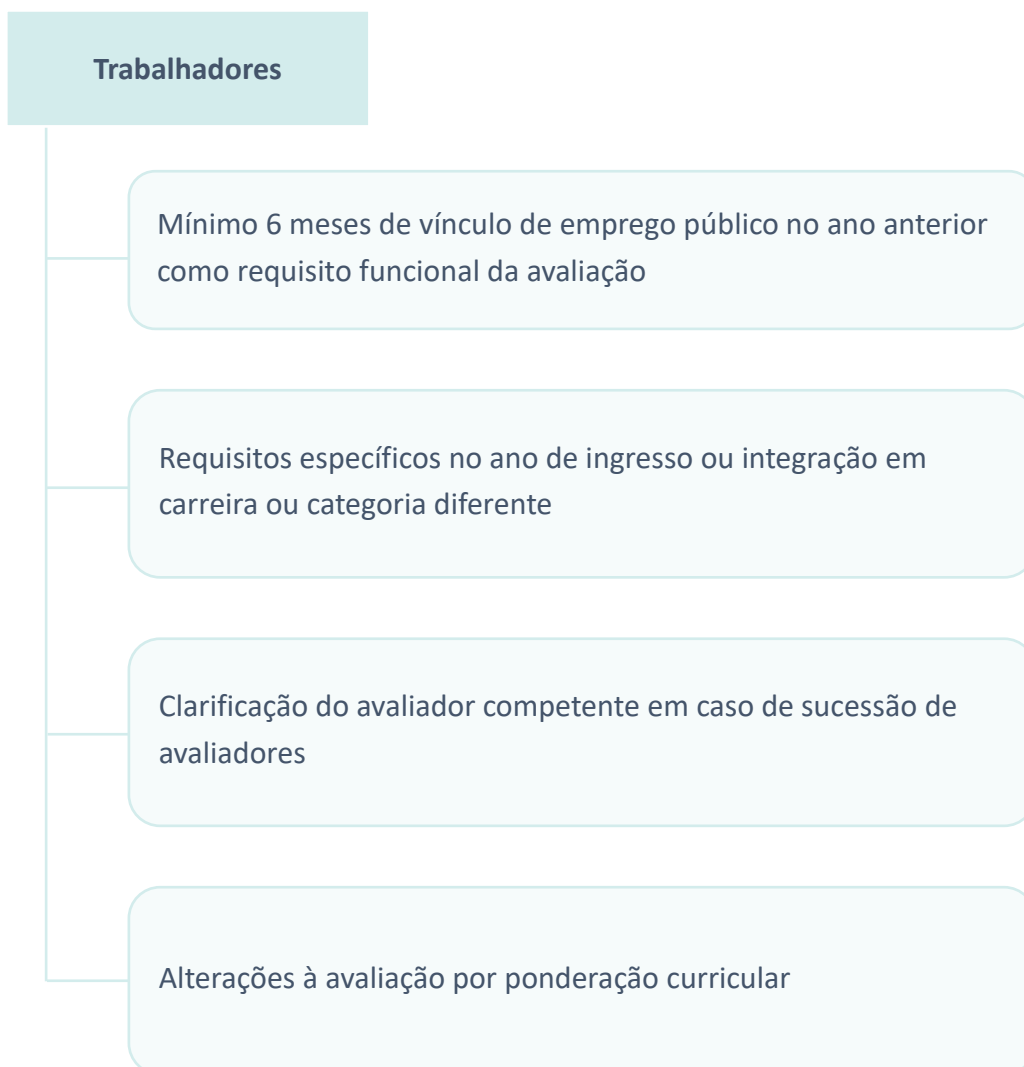 Trabalhadores
Mínimo 6 meses de vínculo de emprego público no ano anterior
como requisito funcional da avaliação
Requisitos específicos no ano de ingresso ou integração em
carreira ou categoria diferente
Clarificação do avaliador competente em caso de sucessão de
avaliadores
Alterações à avaliação por ponderação curricular